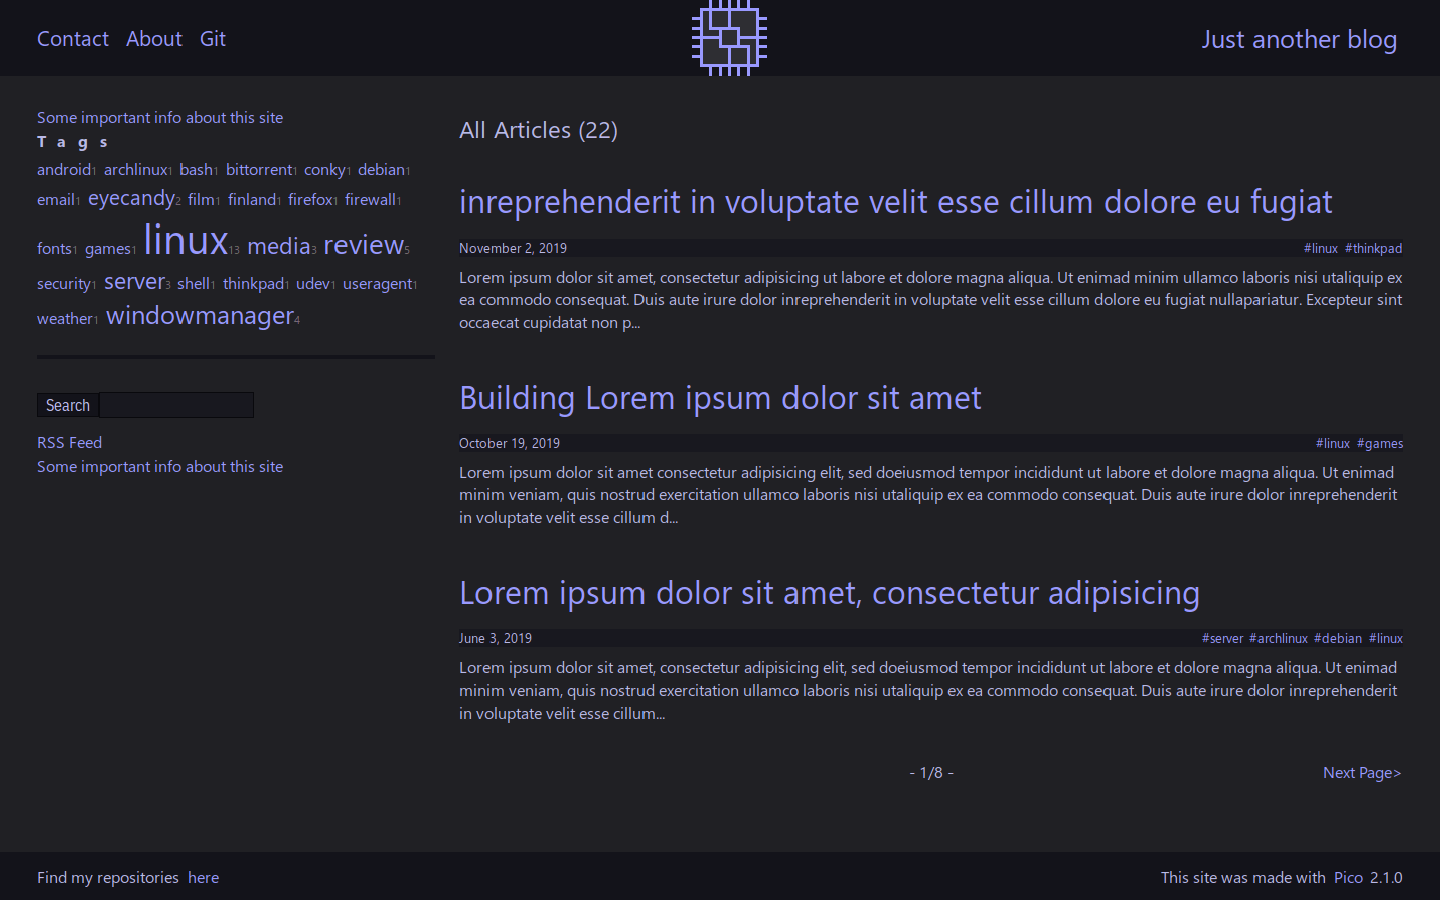 Contact About Git
Just another blog
Some important info about this site
Tags
android1 archlinux1 bash1 bittorrent1 conky1 debian1
email1 eyecandy2 film1 finland1 firefox1 firewall1
fonts1 games1 linux13 media3 review5
security1 server3 shell1 thinkpad1 udev1 useragent1
weather1 windowmanager4
Search
RSS Feed
Some important info about this site
All Articles (22)
inreprehenderit in voluptate velit esse cillum dolore eu fugiat
November 2, 2019 #linux #thinkpad
Lorem ipsum dolor sit amet, consectetur adipisicing ut labore et dolore magna aliqua. Ut enimad minim ullamco laboris nisi utaliquip ex
ea commodo consequat. Duis aute irure dolor inreprehenderit in voluptate velit esse cillum dolore eu fugiat nullapariatur. Excepteur sint
occaecat cupidatat non p...
Building Lorem ipsum dolor sit amet
October 19, 2019 #linux #games
Lorem ipsum dolor sit amet consectetur adipisicing elit, sed doeiusmod tempor incididunt ut labore et dolore magna aliqua. Ut enimad
minim veniam, quis nostrud exercitation ullamco laboris nisi utaliquip ex ea commodo consequat. Duis aute irure dolor inreprehenderit
in voluptate velit esse cillum d...
Lorem ipsum dolor sit amet, consectetur adipisicing
June 3, 2019 #server #archlinux #debian #linux
Lorem ipsum dolor sit amet, consectetur adipisicing elit, sed doeiusmod tempor incididunt ut labore et dolore magna aliqua. Ut enimad
minim veniam, quis nostrud exercitation ullamco laboris nisi utaliquip ex ea commodo consequat. Duis aute irure dolor inreprehenderit
in voluptate velit esse cillum...
- 1/8 - Next Page>
Find my repositories here
This site was made with Pico 2.1.0